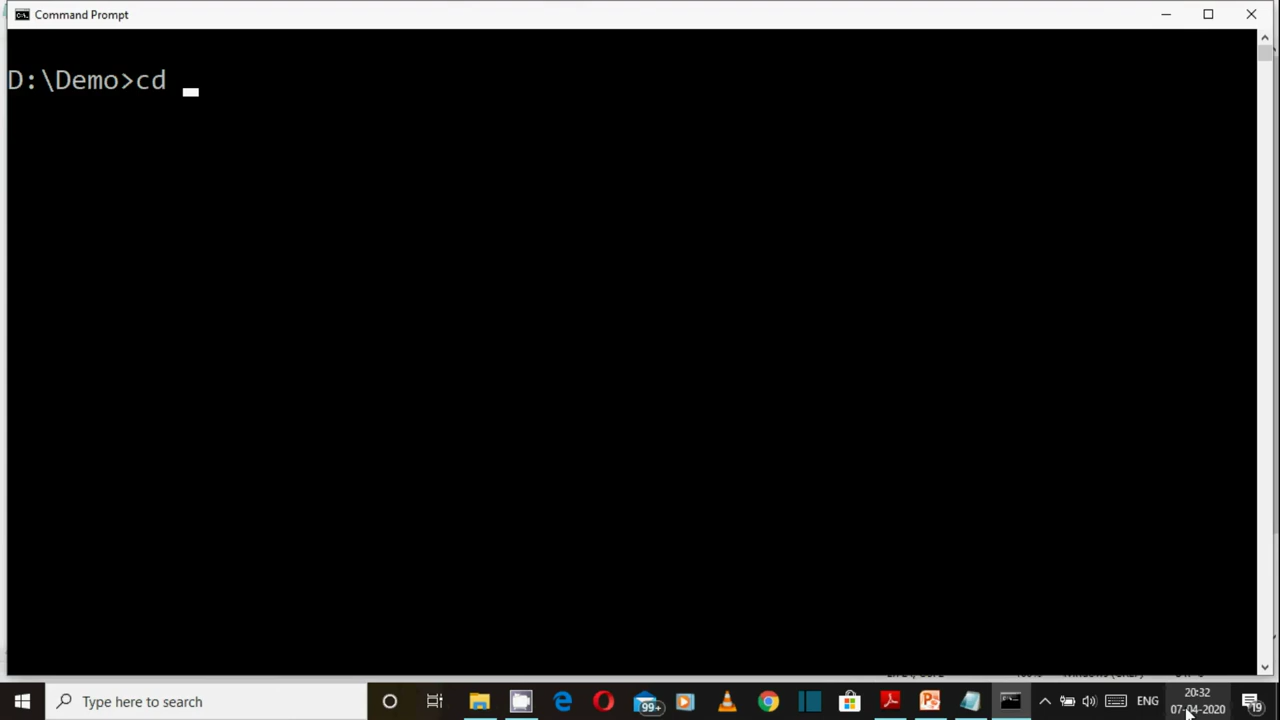 Command Prompt
D:\Demo>cd
Type here to search
99+
ENG
20:32
07-04-2020
19